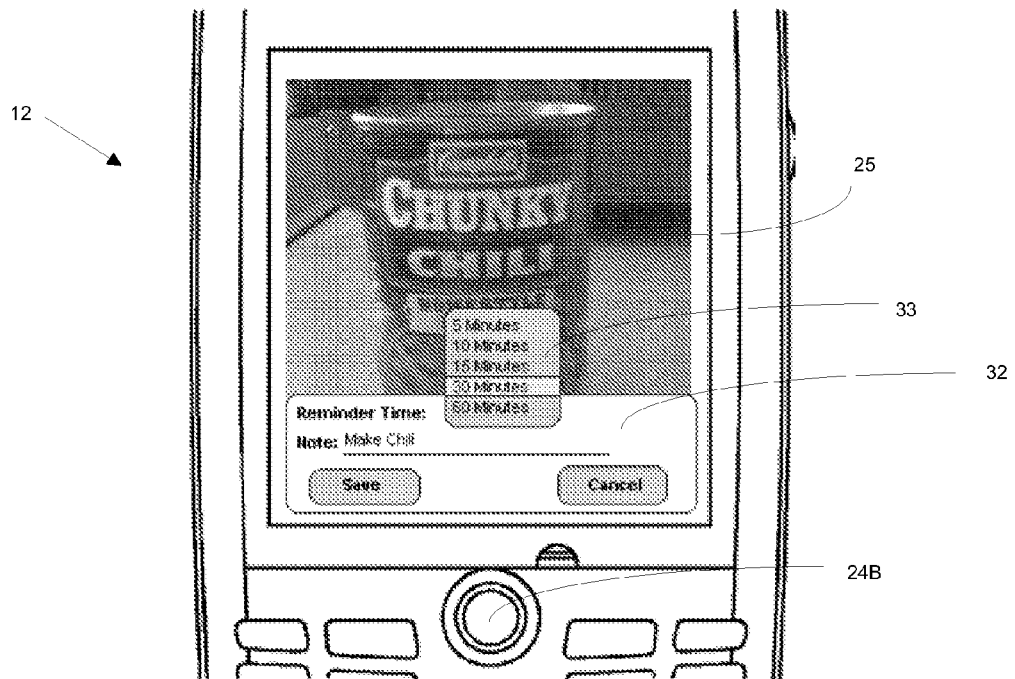 12
25
CHUNKY
CHILI
33
5 Minutes
10 Minutes
15 Minutes
30 Minutes
32
60 Minutes
Reminder Time:
Note: Make Chili
Save Cancel
24B